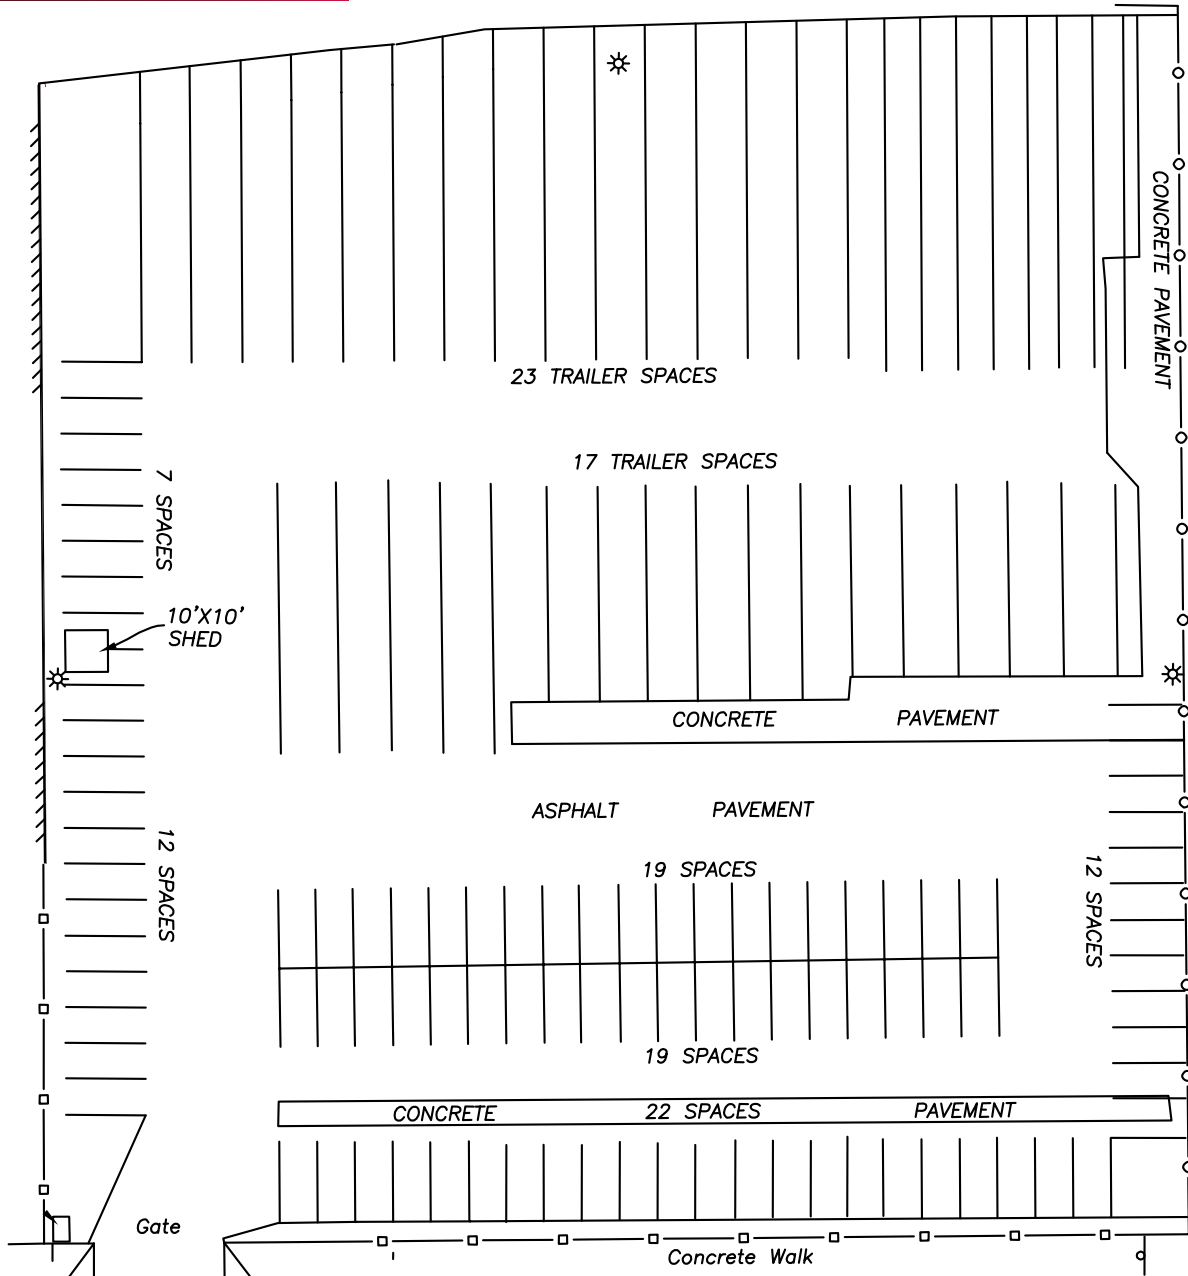 CONCRETE PAVEMENT
23 TRAILER SPACES
17 TRAILER SPACES
7 SPACES
10'X10'
SHED
CONCRETE PAVEMENT
ASPHALT PAVEMENT
12 SPACES
19 SPACES
12 SPACES
19 SPACES
CONCRETE 22 SPACES PAVEMENT
Gate
Concrete Walk